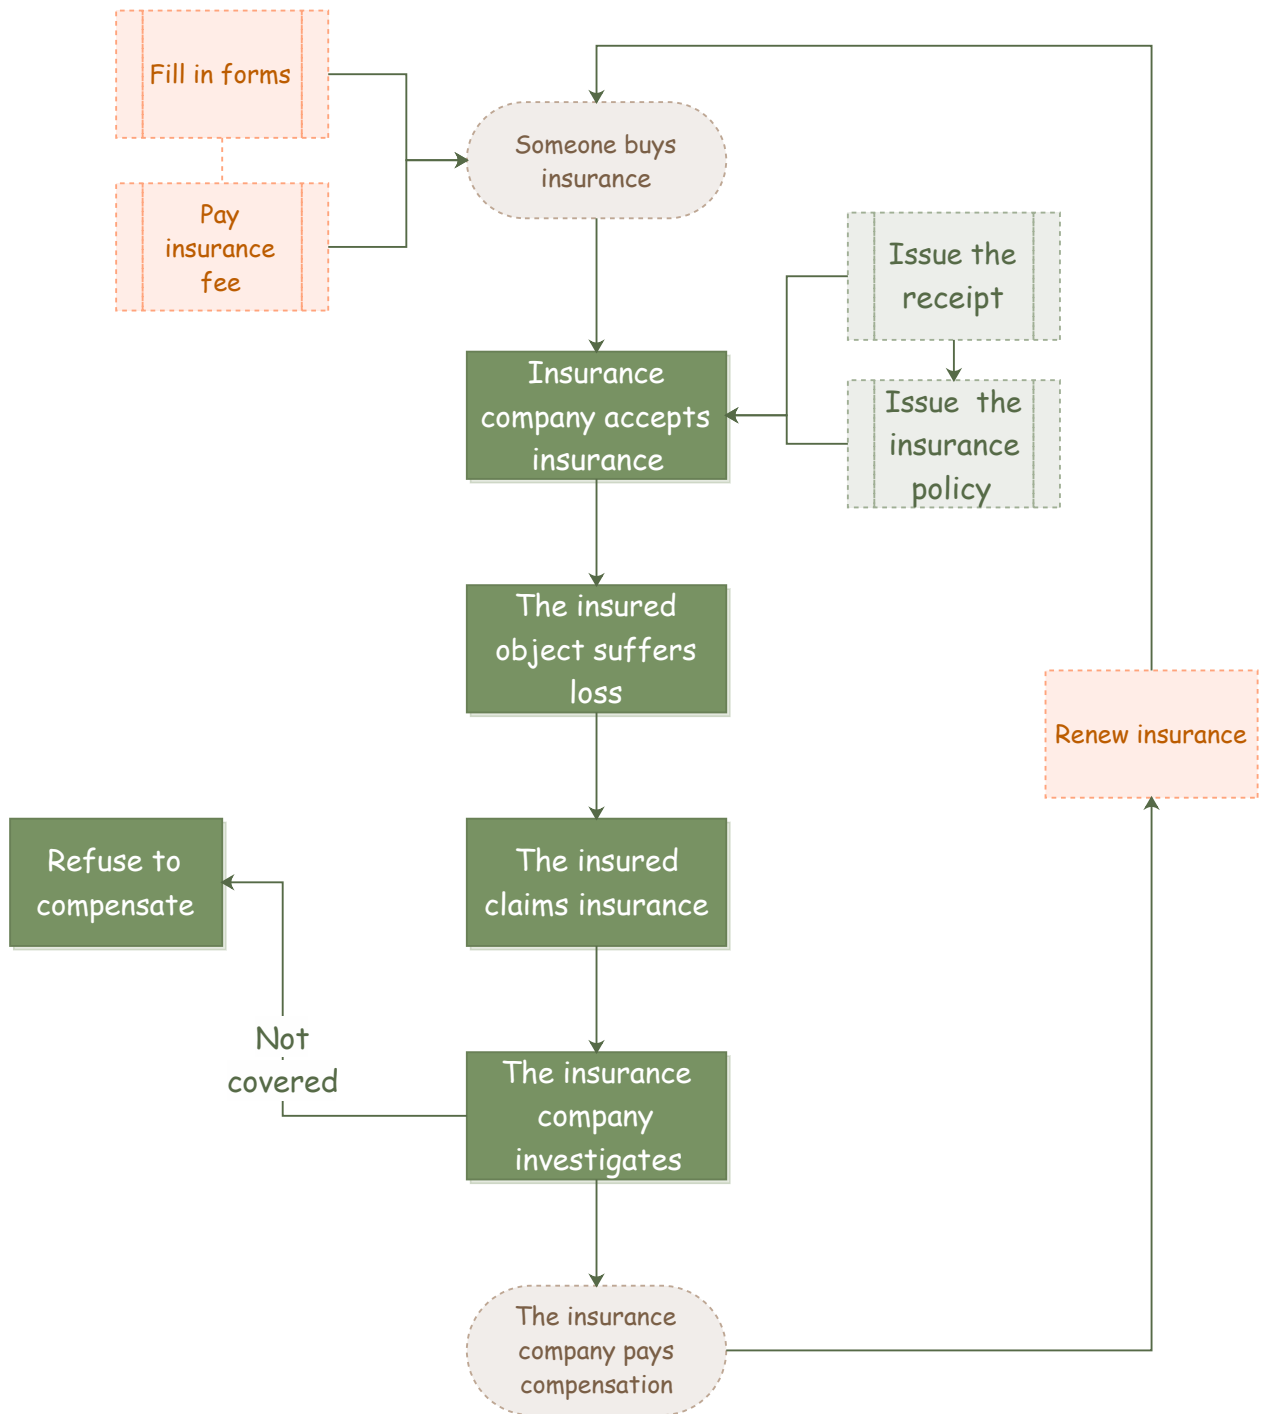 Fill in forms
Pay
insurance
fee
Someone buys
insurance
Issue the
receipt
Issue  the
insurance
policy
Insurance
company accepts
insurance
The insured
object suffers
loss
Renew insurance
Refuse to
compensate
The insured
claims insurance
Not
covered
The insurance
company
investigates
The insurance
company pays
compensation